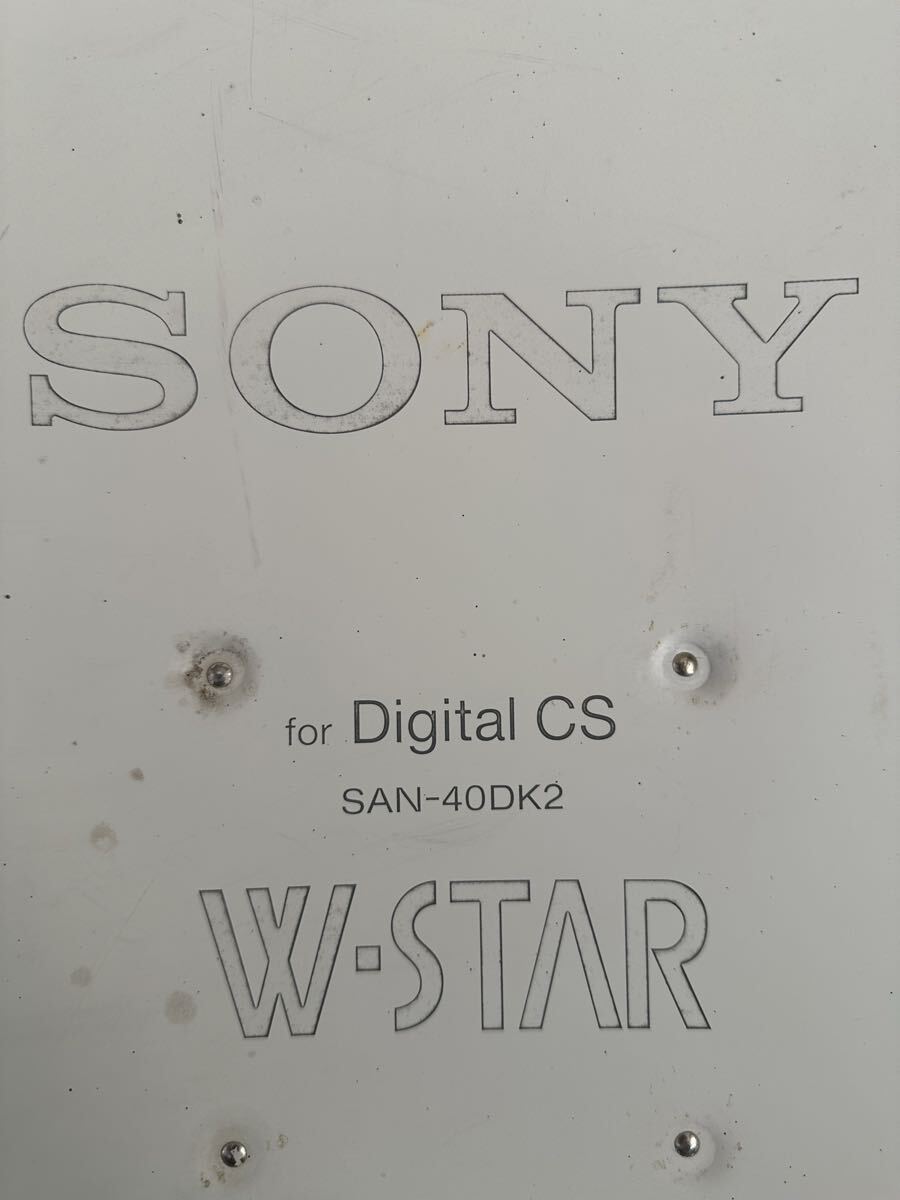 SONY
for Digital CS
SAN-40DK2
W·STAR